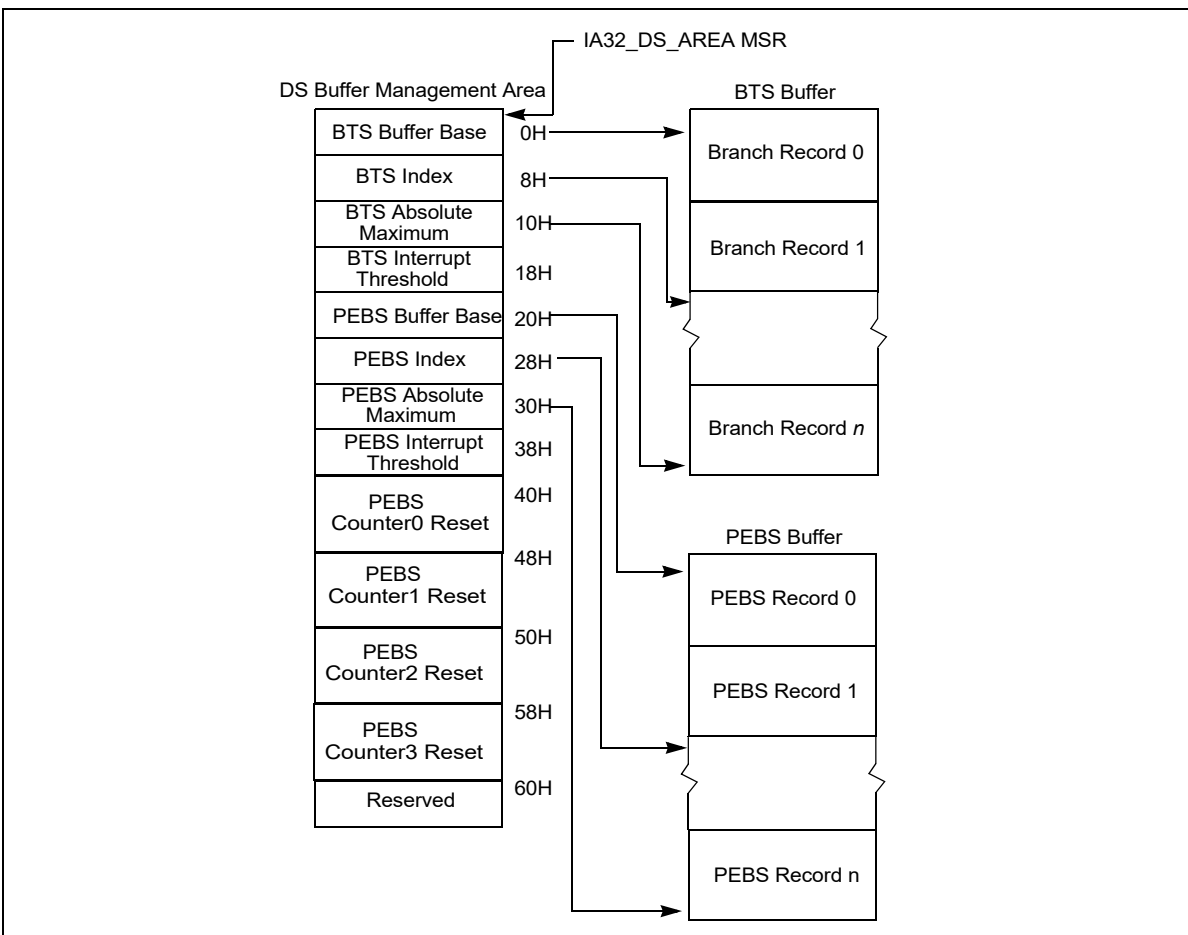 IA32_DS_AREA MSR
DS Buffer Management Area
BTS Buffer Base
0H
BTS Index
8H
BTS Absolute
Maximum
10H
BTS Interrupt
Threshold
18H
PEBS Buffer Base
20H
PEBS Index
28H
PEBS Absolute
Maximum
30H
PEBS Interrupt
Threshold
38H
PEBS
Counter0 Reset
40H
PEBS
Counter1 Reset
48H
PEBS
Counter2 Reset
50H
PEBS
Counter3 Reset
58H
Reserved
60H
BTS Buffer
Branch Record 0
Branch Record 1
Branch Record n
PEBS Buffer
PEBS Record 0
PEBS Record 1
PEBS Record n